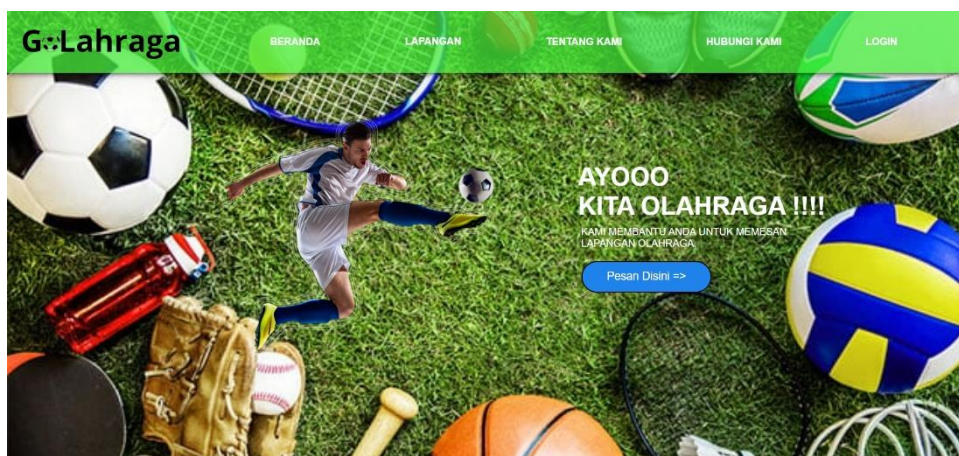 GoLahraga
BERANDA
LAPANGAN
TENTANG KAMI
HUBUNGI KAMI
LOGIN
AYOOO
KITA OLAHRAGA !!!!
KAMI MEMBANTU ANDA UNTUK MEMESAN
LAPANGAN OLAHRAGA
Pesan Disini =>